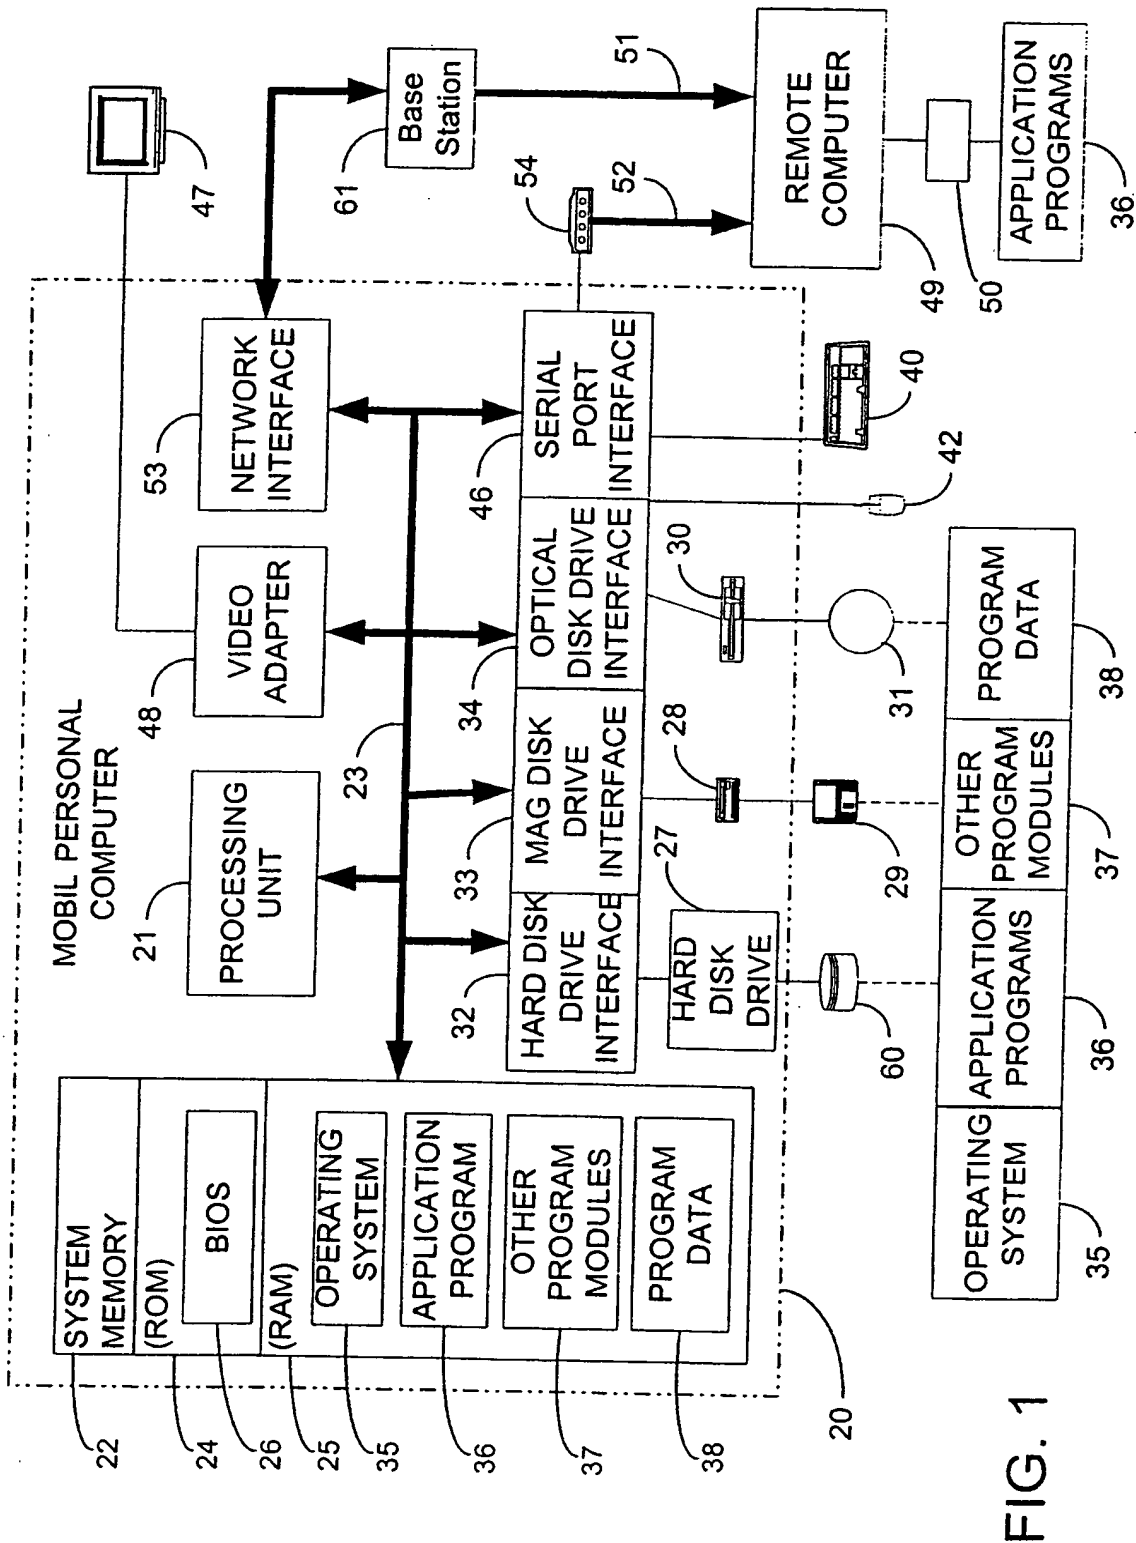 MOBIL PERSONAL
COMPUTER
SYSTEM
MEMORY
(ROM)
BIOS
(RAM)
OPERATING
SYSTEM
APPLICATION
PROGRAM
OTHER
PROGRAM
MODULES
PROGRAM
DATA
22
24
26
25
35
36
37
38
20
21
PROCESSING
UNIT
48
VIDEO
ADAPTER
53
NETWORK
INTERFACE
47
23
61
Base
Station
51
54
52
32
HARD DISK
DRIVE
INTERFACE
33
MAG DISK
DRIVE
INTERFACE
34
OPTICAL
DISK DRIVE
INTERFACE
46
SERIAL
PORT
INTERFACE
HARD
DISK
DRIVE
27
28
30
42
40
60
29
31
REMOTE
COMPUTER
49
50
APPLICATION
PROGRAMS
36
OPERATING
SYSTEM
APPLICATION
PROGRAMS
OTHER
PROGRAM
MODULES
PROGRAM
DATA
35
36
37
38
FIG. 1